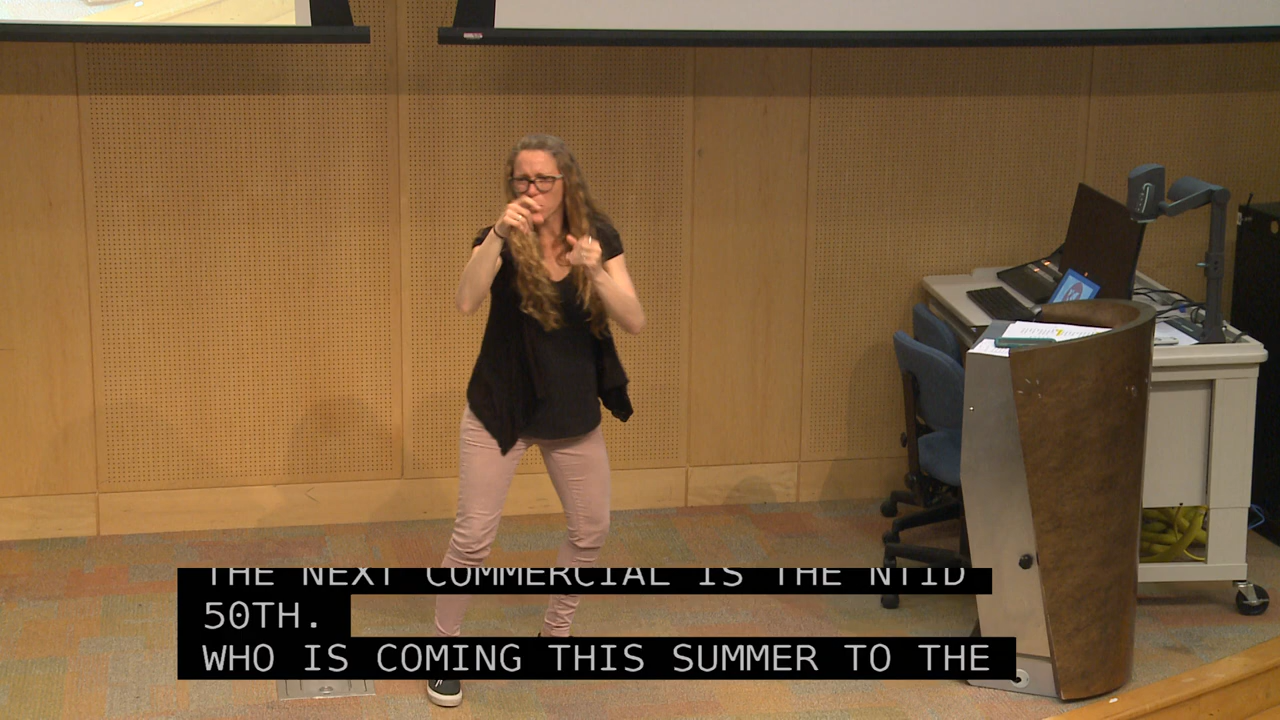 THE NEXT COMMERCIAL IS THE NTID
50TH.
WHO IS COMING THIS SUMMER TO THE